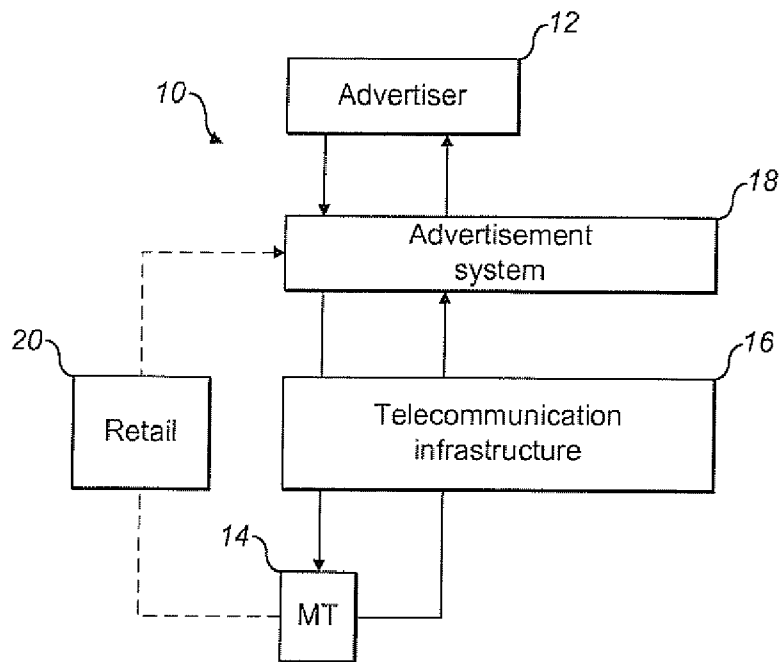 12
Advertiser
10
18
Advertisement
system
20
16
Retail
Telecommunication
infrastructure
14
MT